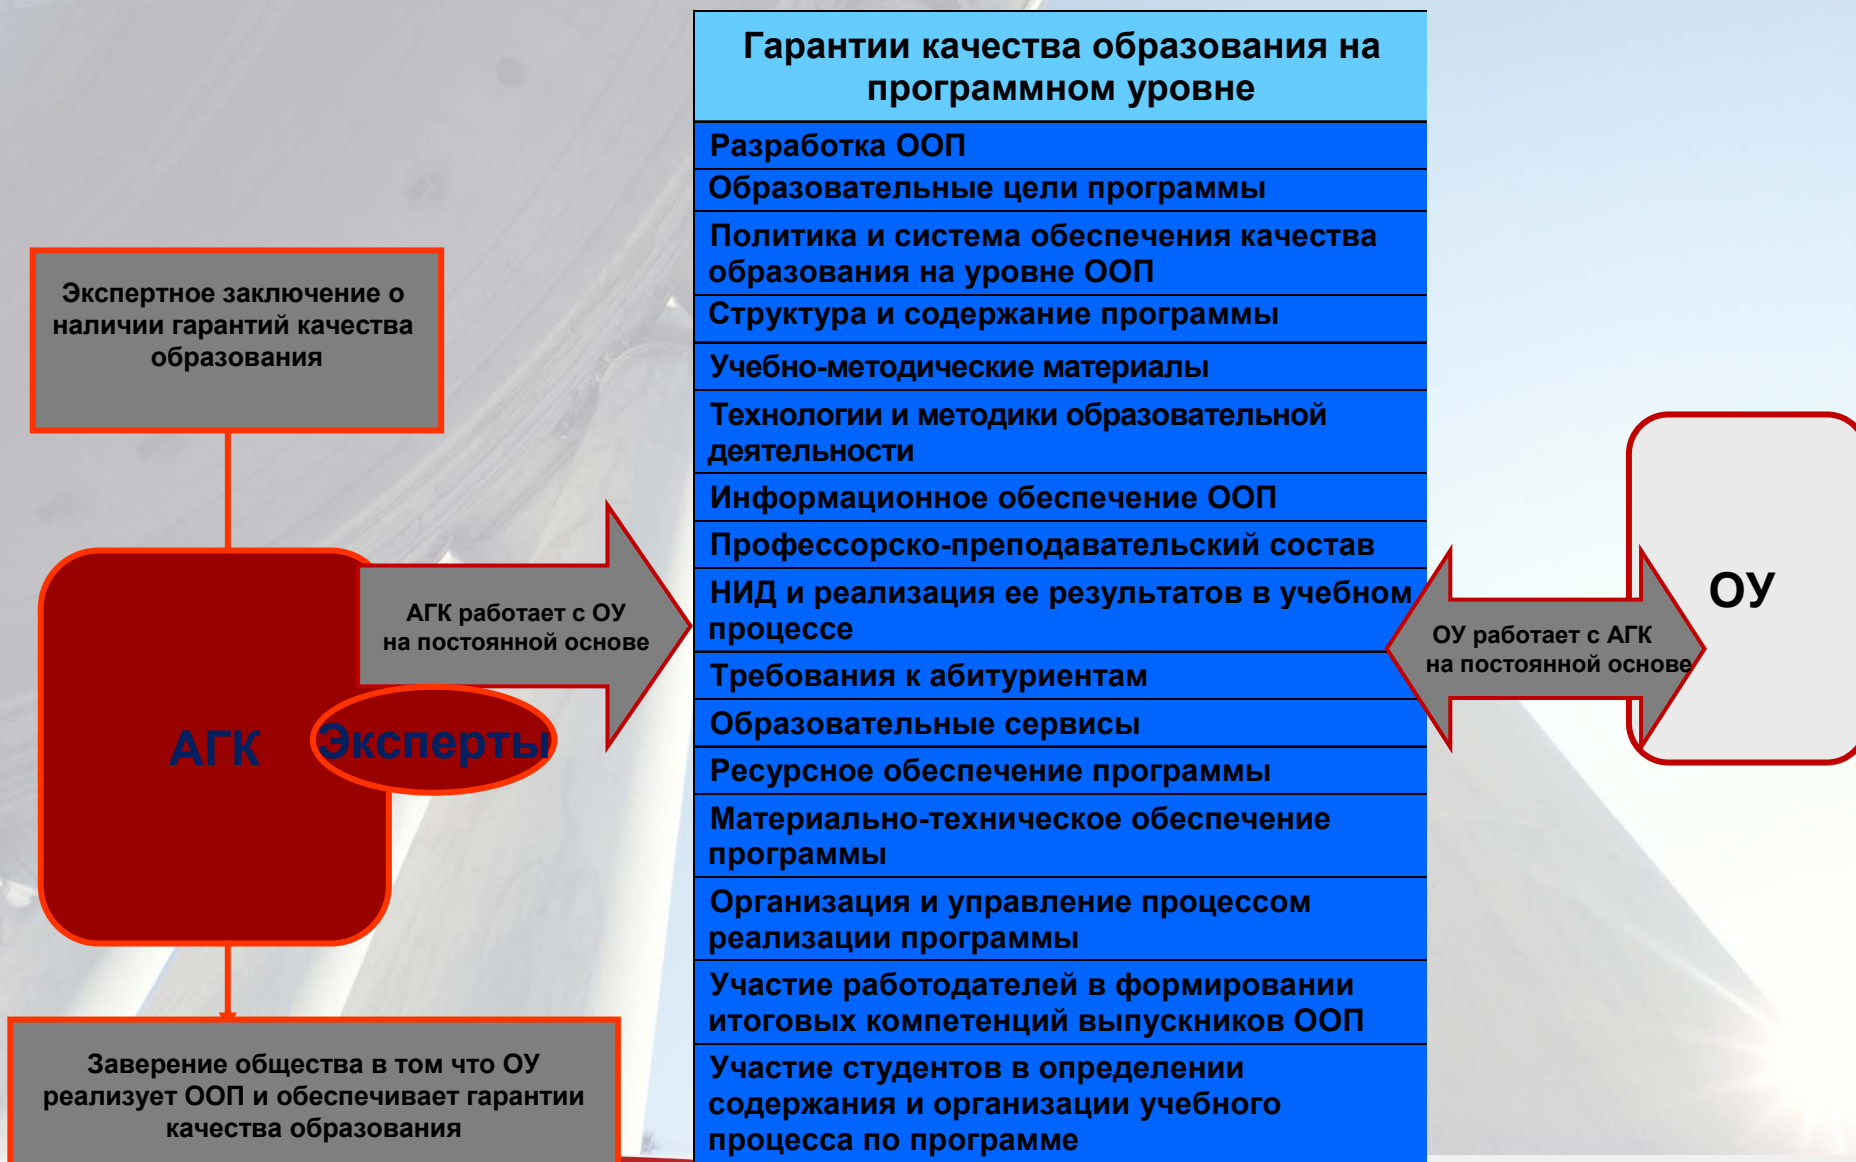 Гарантии качества образования на
программном уровне
Разработка ООП
Образовательные цели программы
Политика и система обеспечения качества
образования на уровне ООП
Структура и содержание программы
Учебно-методические материалы
Технологии и методики образовательной
деятельности
Информационное обеспечение ООП
Профессорско-преподавательский состав
НИД и реализация ее результатов в учебном
процессе
Требования к абитуриентам
Образовательные сервисы
Ресурсное обеспечение программы
Материально-техническое обеспечение
программы
Организация и управление процессом
реализации программы
Участие работодателей в формировании
итоговых компетенций выпускников ООП
Участие студентов в определении
содержания и организации учебного
процесса по программе
Экспертное заключение о
наличии гарантий качества
образования
АГК работает с ОУ
на постоянной основе
АГК
Эксперты
Заверение общества в том что ОУ
реализует ООП и обеспечивает гарантии
качества образования
ОУ работает с АГК
на постоянной основе
ОУ